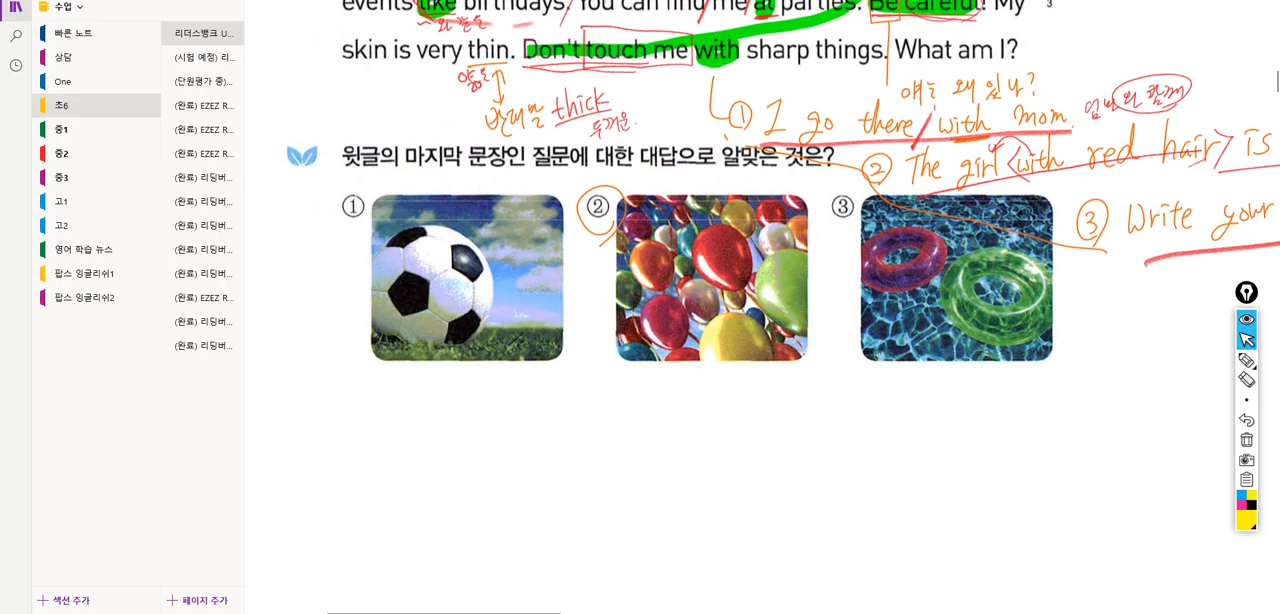 수업
빠른 노트
상담
One
초6
중1
중2
중3
고1
고2
영어 학습 뉴스
팝스 잉글리쉬1
팝스 잉글리쉬2
섹션 추가
리더스뱅크 U...
(시험 예정) 리...
(단원평가 중)...
(완료) EZEZ R...
(완료) EZEZ R...
(완료) EZEZ R...
(완료) 리딩버...
(완료) 리딩버...
(완료) 리딩버...
(완료) 리딩버...
(완료) 리딩버...
(완료) EZEZ R...
(완료) 리딩버...
(완료) 리딩버...
페이지 추가
events like birthdays. You can find me at parties. Be careful! My
3
skin is very thin. Don't touch me with sharp things. What am I?
얇은
반대말 thick
두꺼운.
얘는 왜 있나?
① I go there / with mom. 엄마와 함께
② The girl <with red hair> is
③ Write your
윗글의 마지막 문장인 질문에 대한 대답으로 알맞은 것은?
① ② ③